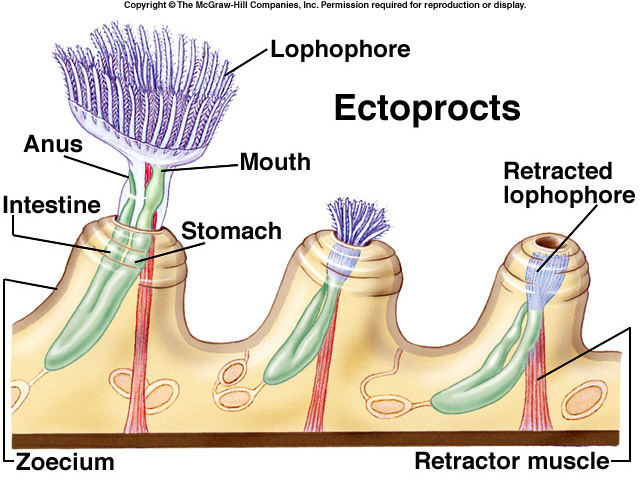 Copyright © The McGraw-Hill Companies, Inc. Permission required for reproduction or display.
Lophophore
Ectoprocts
Anus
Mouth
Retracted
lophophore
Intestine
Stomach
Zoecium
Retractor muscle